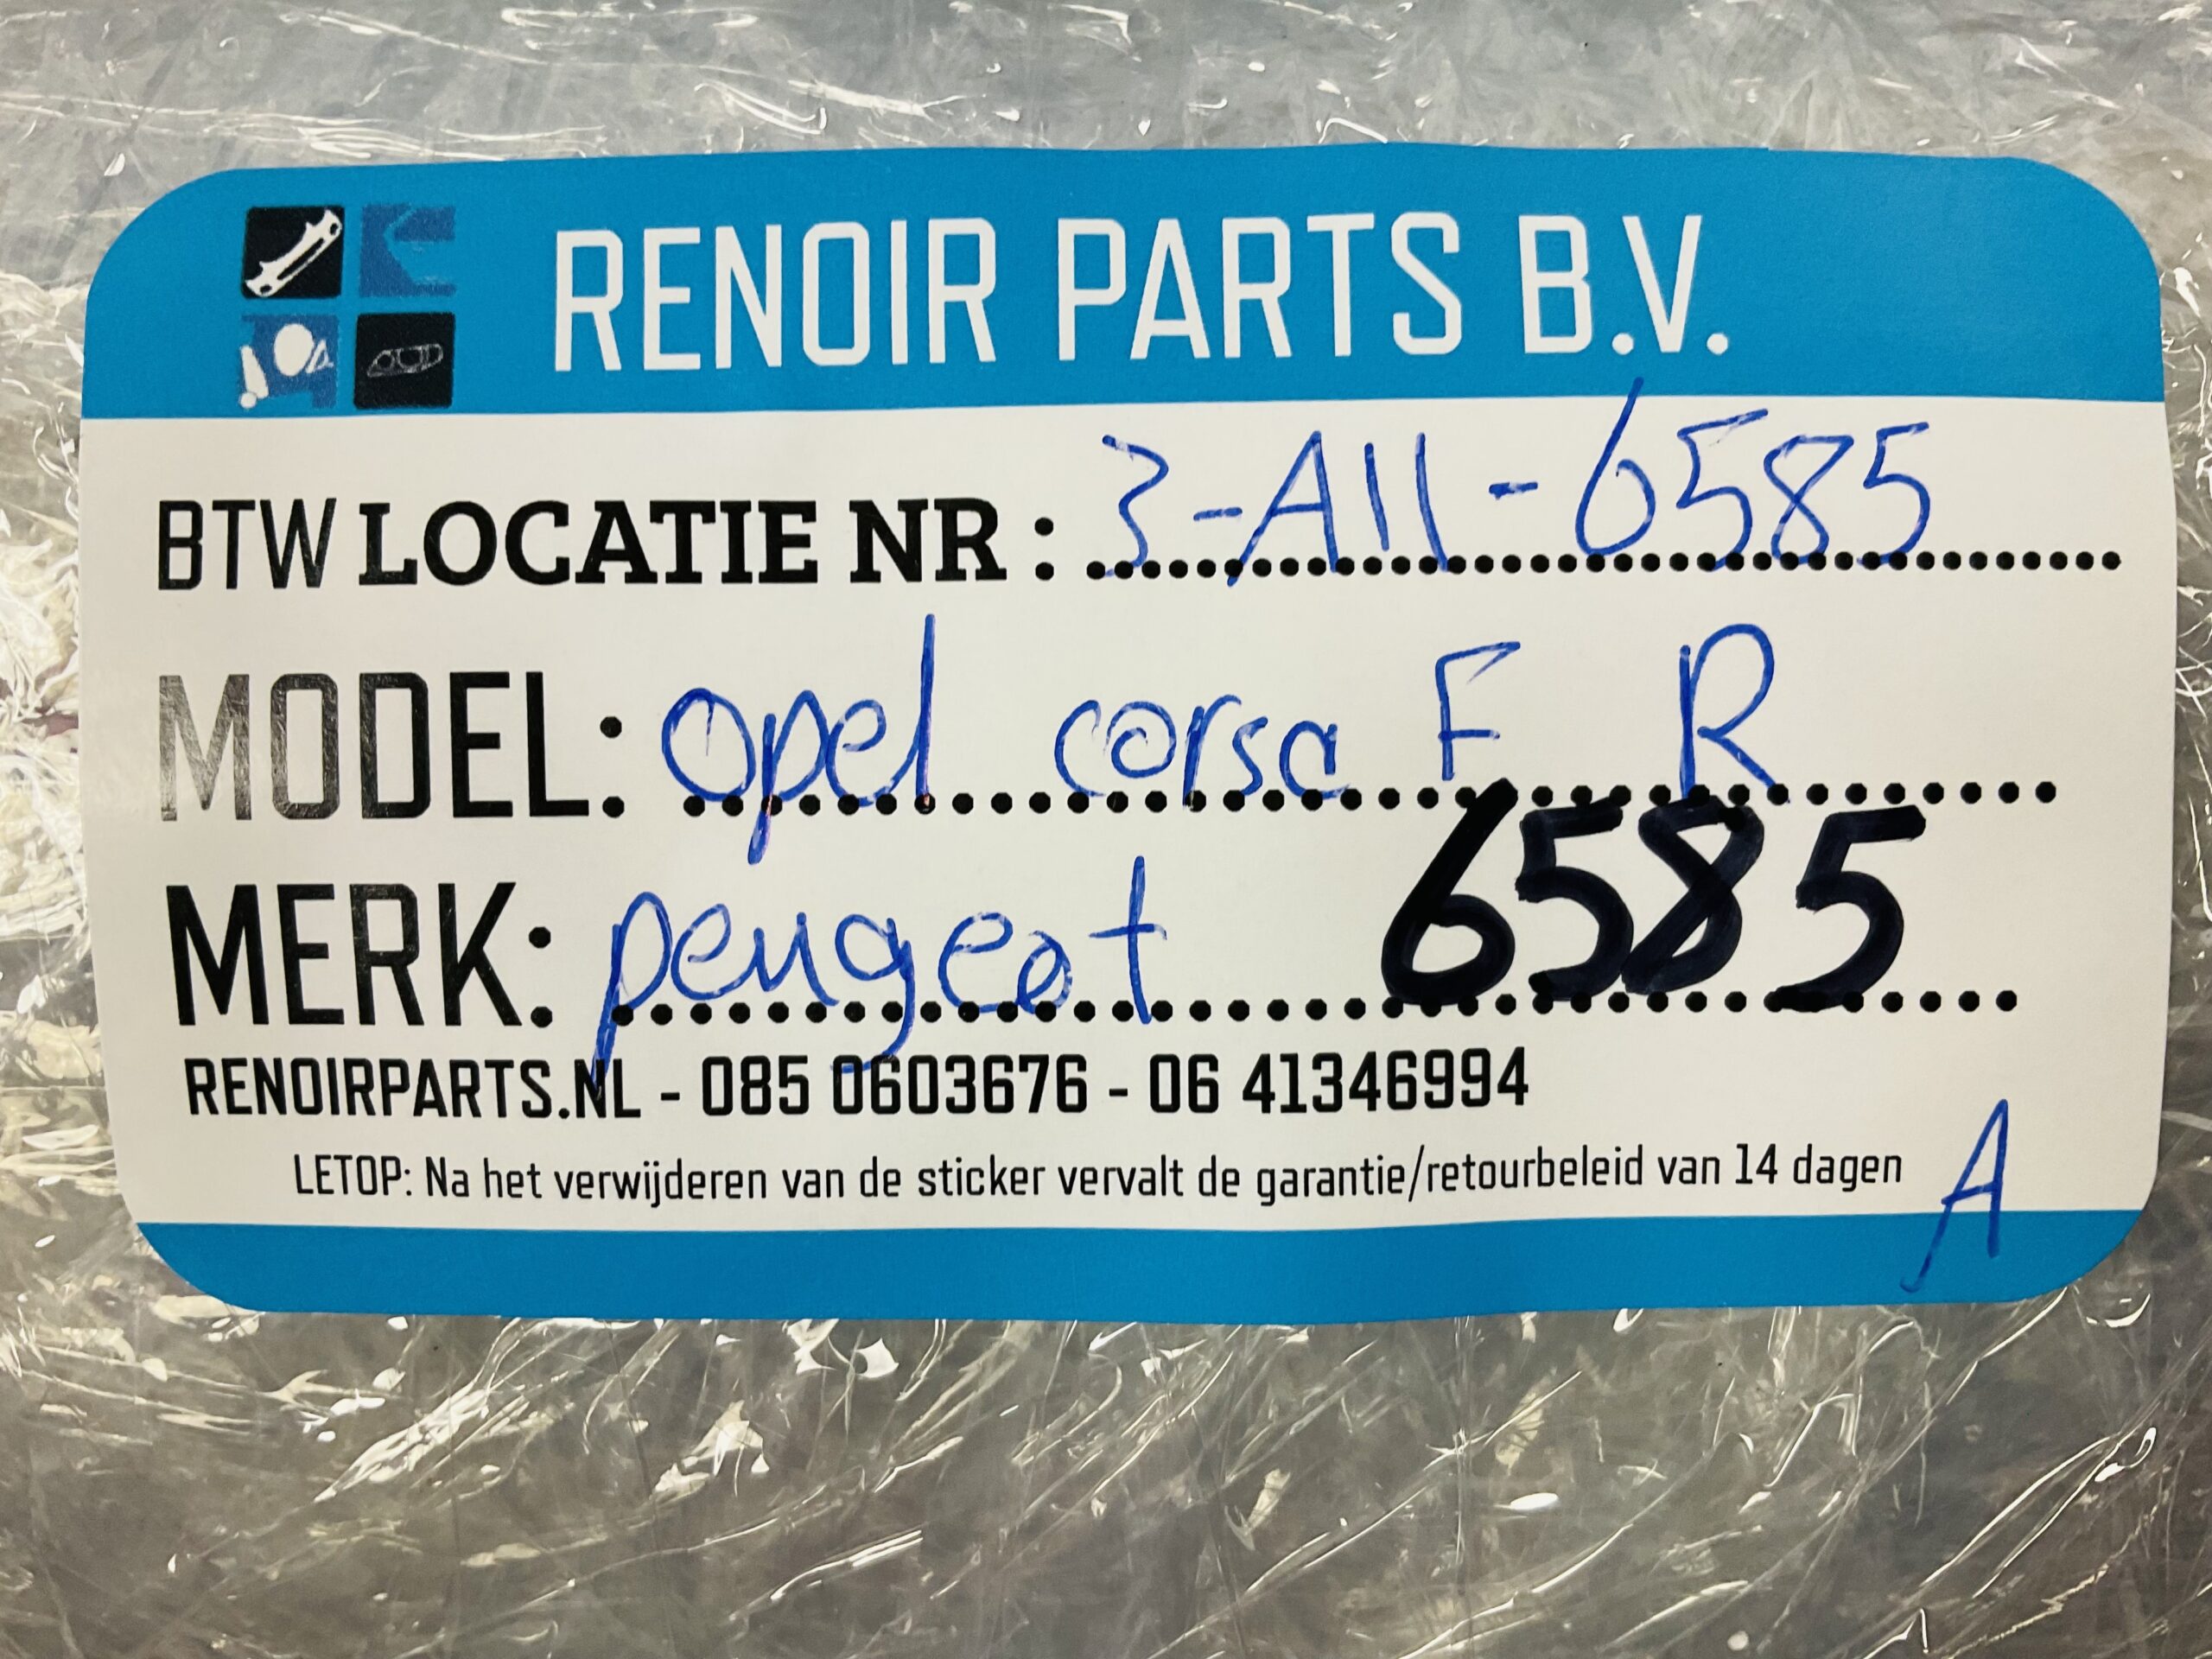 RENOIR PARTS B.V.
BTW LOCATIE NR : 3-A11-6585
MODEL: Opel corsa F R
MERK: peugeot 6585
RENOIRPARTS.NL - 085 0603676 - 06 41346994
LETOP: Na het verwijderen van de sticker vervalt de garantie/retourbeleid van 14 dagen
A